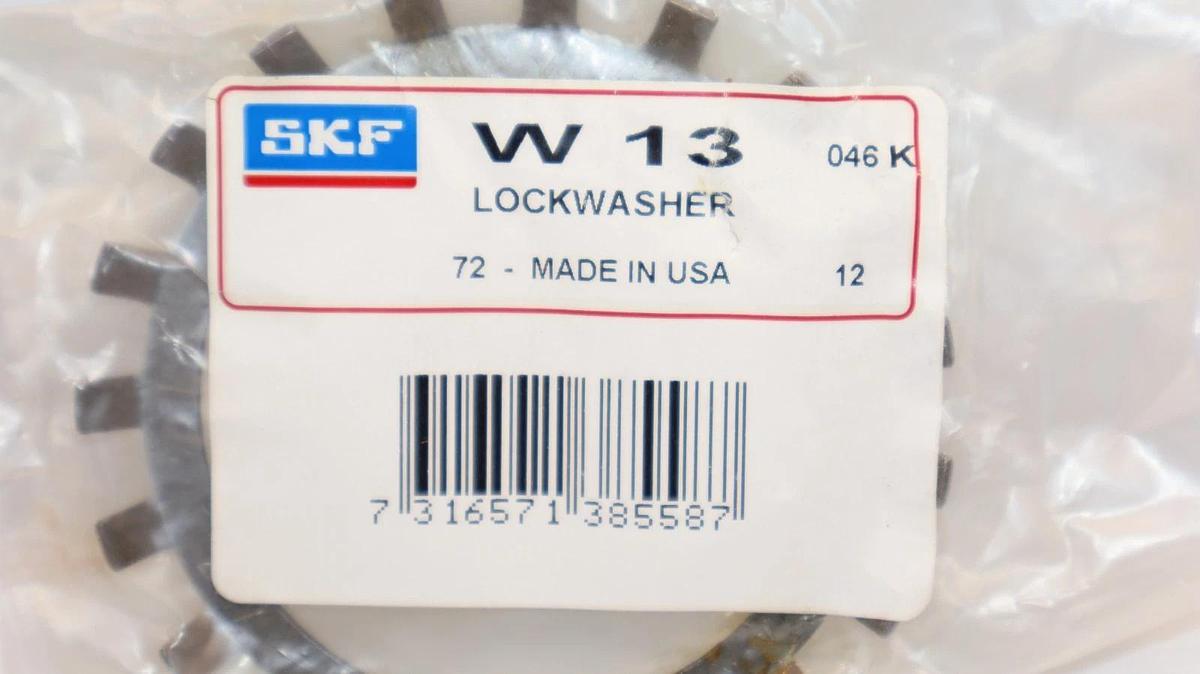 SKF W 13 046 K
LOCKWASHER
72 - MADE IN USA 12
7 316571 385587